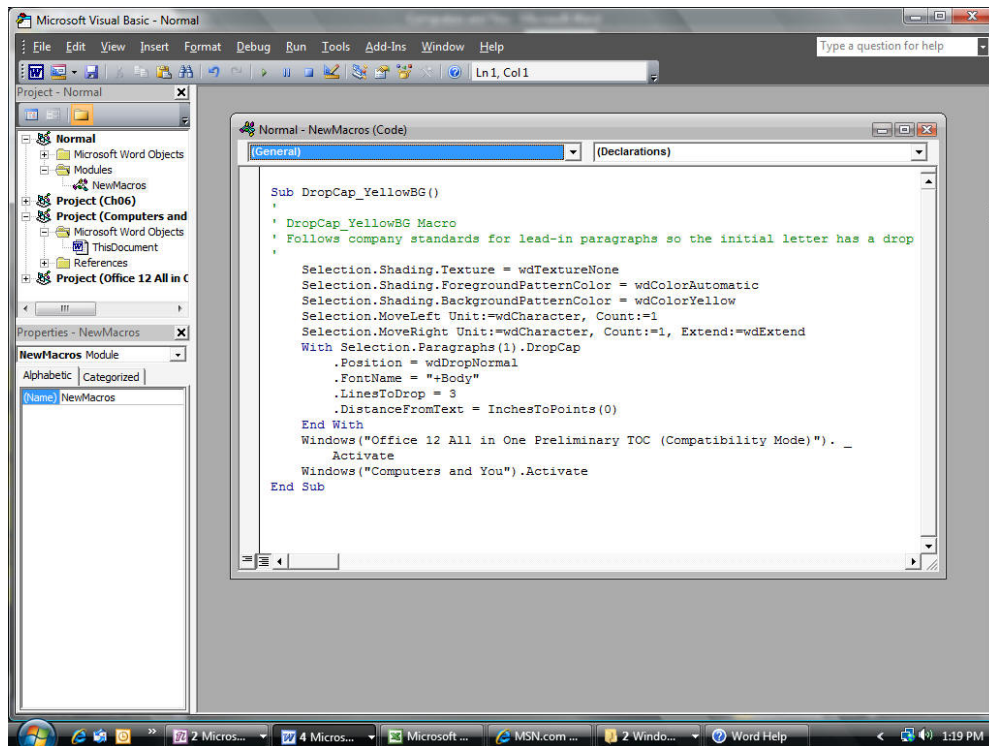 Microsoft Visual Basic - Normal
File Edit View Insert Format Debug Run Tools Add-Ins Window Help
Type a question for help
Ln 1, Col 1
Project - Normal
Normal
Microsoft Word Objects
Modules
NewMacros
Project (Ch06)
Project (Computers and
Microsoft Word Objects
ThisDocument
References
Project (Office 12 All in O
Properties - NewMacros
NewMacros Module
Alphabetic Categorized
(Name) NewMacros
Normal - NewMacros (Code)
(General) (Declarations)
Sub DropCap_YellowBG()
'
' DropCap_YellowBG Macro
' Follows company standards for lead-in paragraphs so the initial letter has a drop
'
Selection.Shading.Texture = wdTextureNone
Selection.Shading.ForegroundPatternColor = wdColorAutomatic
Selection.Shading.BackgroundPatternColor = wdColorYellow
Selection.MoveLeft Unit:=wdCharacter, Count:=1
Selection.MoveRight Unit:=wdCharacter, Count:=1, Extend:=wdExtend
With Selection.Paragraphs(1).DropCap
.Position = wdDropNormal
.FontName = "+Body"
.LinesToDrop = 3
.DistanceFromText = InchesToPoints(0)
End With
Windows("Office 12 All in One Preliminary TOC (Compatibility Mode)"). _
Activate
Windows("Computers and You").Activate
End Sub
2 Micros... 4 Micros... Microsoft ... MSN.com ... 2 Windo... Word Help 1:19 PM